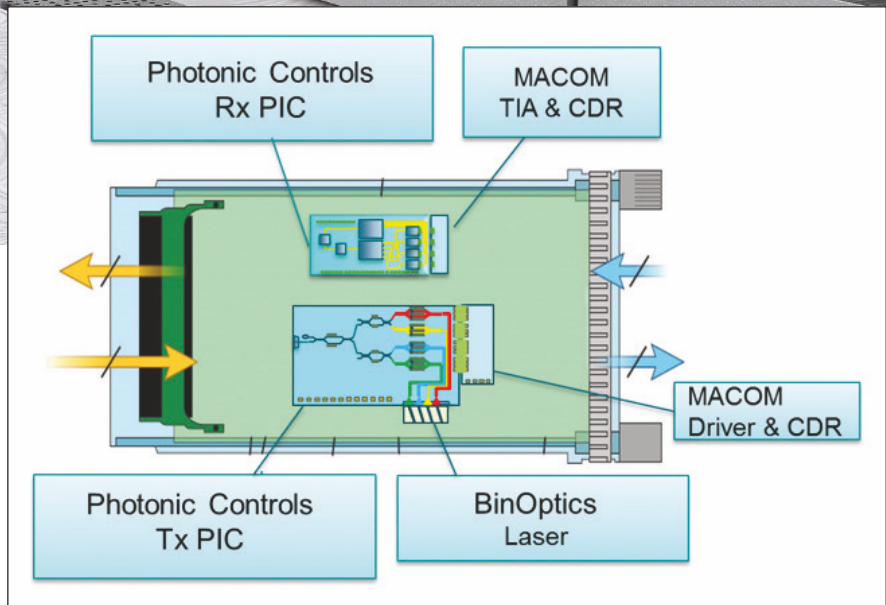 Photonic Controls
Rx PIC
MACOM
TIA & CDR
MACOM
Driver & CDR
Photonic Controls
Tx PIC
BinOptics
Laser